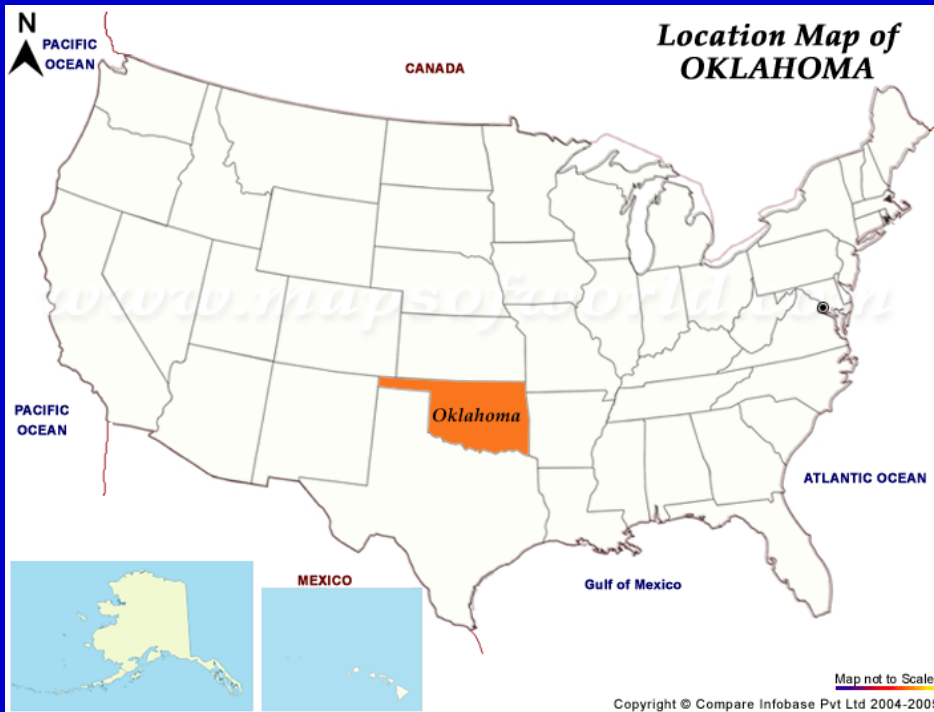 N
PACIFIC
OCEAN
CANADA
Location Map of
OKLAHOMA
www.mapsofworld.com
Oklahoma
PACIFIC
OCEAN
ATLANTIC OCEAN
MEXICO
Gulf of Mexico
Map not to Scale
Copyright © Compare Infobase Pvt Ltd 2004-2005